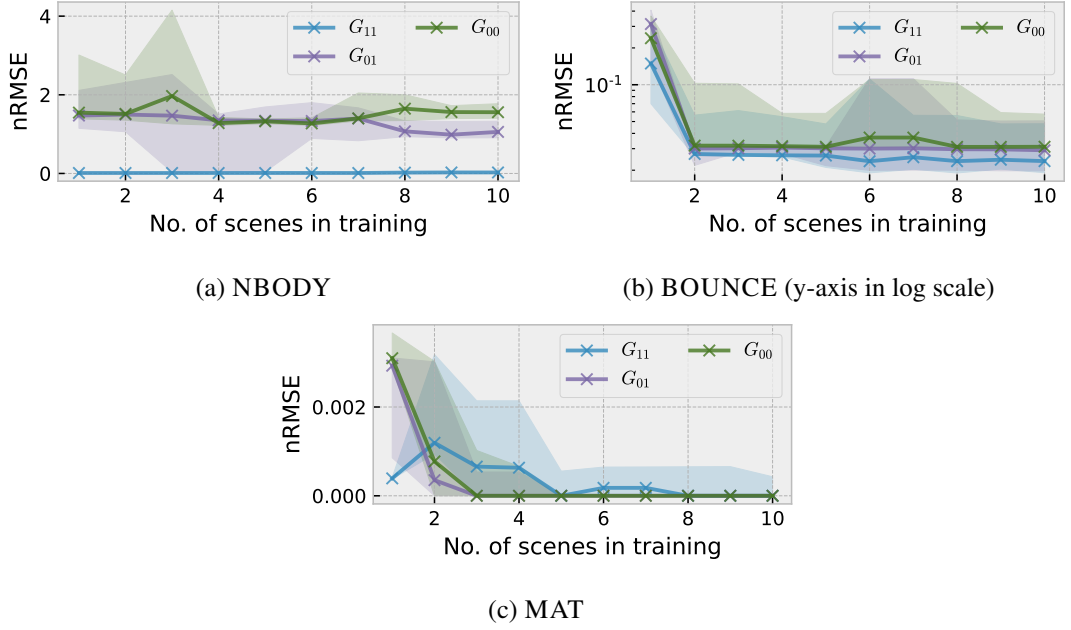 4
2
0
nRMSE
G₁₁
G₀₁
G₀₀
2
4
6
8
10
No. of scenes in training
(a) NBODY
10⁻¹
nRMSE
G₁₁
G₀₁
G₀₀
2
4
6
8
10
No. of scenes in training
(b) BOUNCE (y-axis in log scale)
0.002
0.000
nRMSE
G₁₁
G₀₁
G₀₀
2
4
6
8
10
No. of scenes in training
(c) MAT